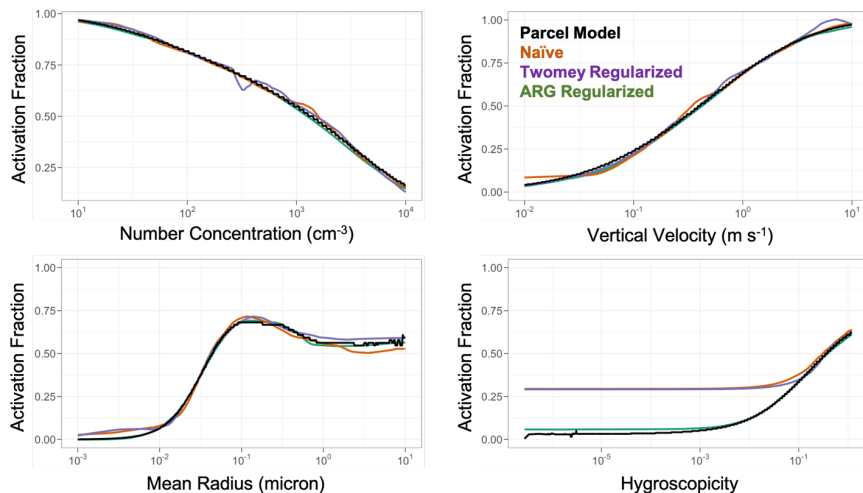 Activation Fraction
1.00
0.75
0.50
0.25
10¹
10²
10³
10⁴
Number Concentration (cm⁻³)
Activation Fraction
1.00
0.75
0.50
0.25
0.00
Parcel Model
Naïve
Twomey Regularized
ARG Regularized
10⁻²
10⁻¹
10⁰
10¹
Vertical Velocity (m s⁻¹)
Activation Fraction
1.00
0.75
0.50
0.25
0.00
10⁻³
10⁻²
10⁻¹
10⁰
10¹
Mean Radius (micron)
Activation Fraction
1.00
0.75
0.50
0.25
0.00
10⁻⁵
10⁻¹
Hygroscopicity